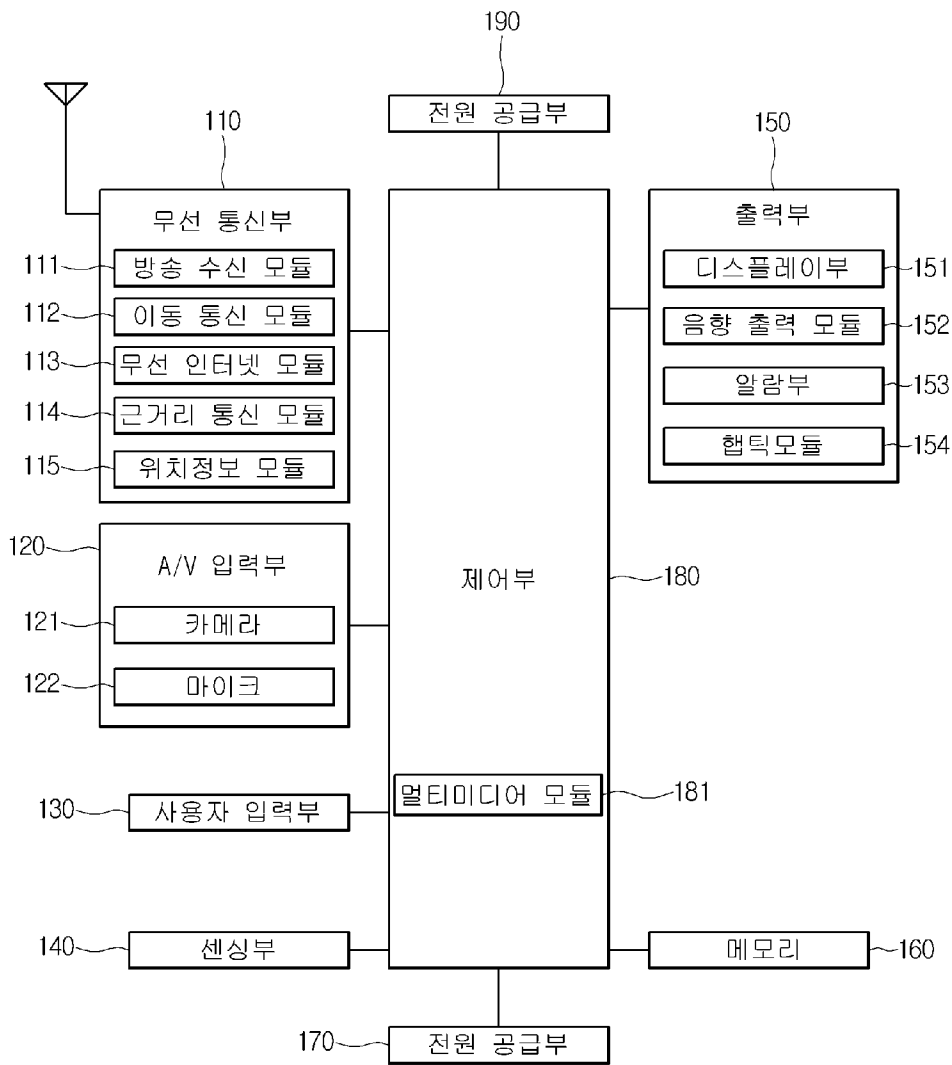 190
전원 공급부
110
150
무선 통신부
111
방송 수신 모듈
112
이동 통신 모듈
113
무선 인터넷 모듈
114
근거리 통신 모듈
115
위치정보 모듈
출력부
디스플레이부
151
음향 출력 모듈
152
알람부
153
햅틱모듈
154
120
A/V 입력부
121
카메라
122
마이크
제어부
180
멀티미디어 모듈
181
130
사용자 입력부
140
센싱부
메모리
160
170
전원 공급부